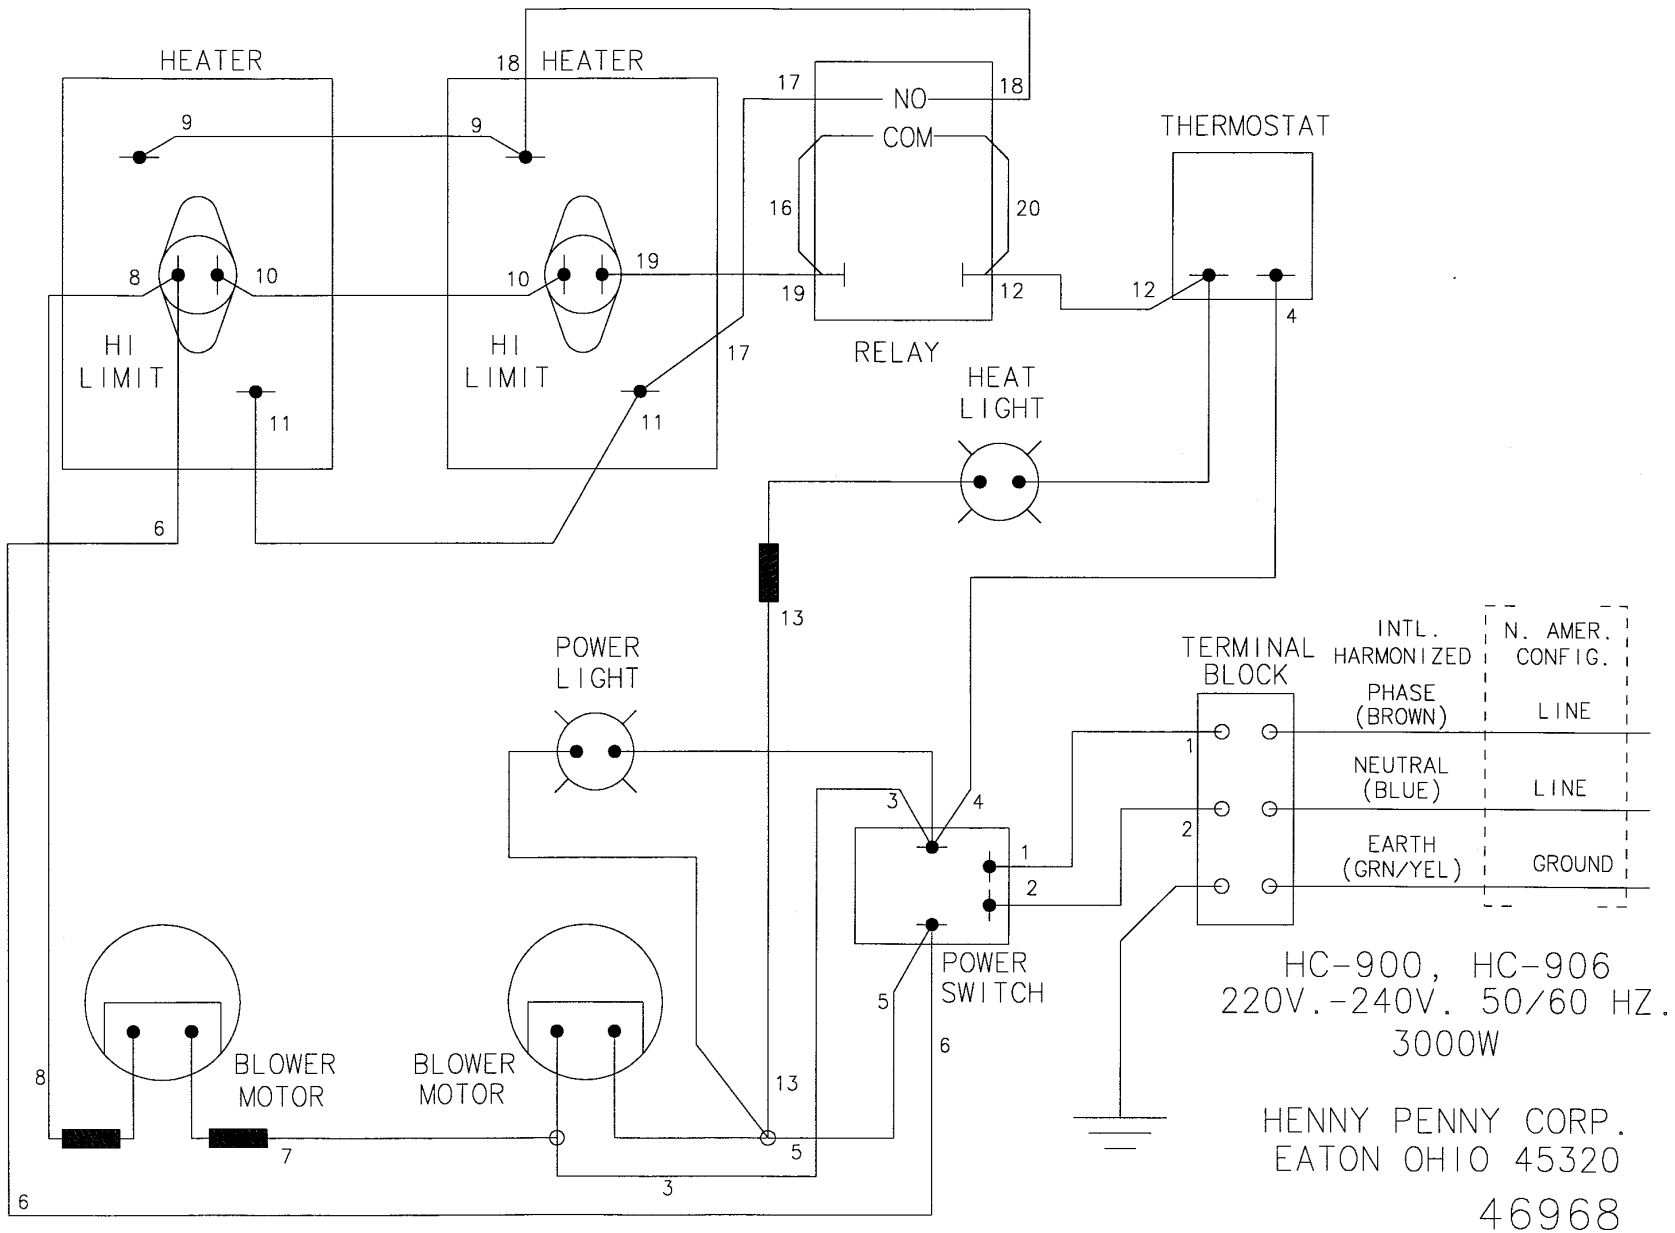 HEATER
18
HEATER
17
NO
18
COM
THERMOSTAT
9
9
16
20
8
10
10
19
19
12
12
4
HI
LIMIT
HI
LIMIT
17
RELAY
11
11
HEAT
LIGHT
6
13
POWER
LIGHT
TERMINAL
BLOCK
INTL.
HARMONIZED
N. AMER.
CONFIG.
PHASE
(BROWN)
LINE
1
NEUTRAL
(BLUE)
LINE
3
4
2
EARTH
(GRN/YEL)
GROUND
1
2
POWER
SWITCH
5
6
HC-900, HC-906
220V.-240V. 50/60 HZ.
3000W
8
BLOWER
MOTOR
BLOWER
MOTOR
13
7
5
3
6
HENNY PENNY CORP.
EATON OHIO 45320
46968